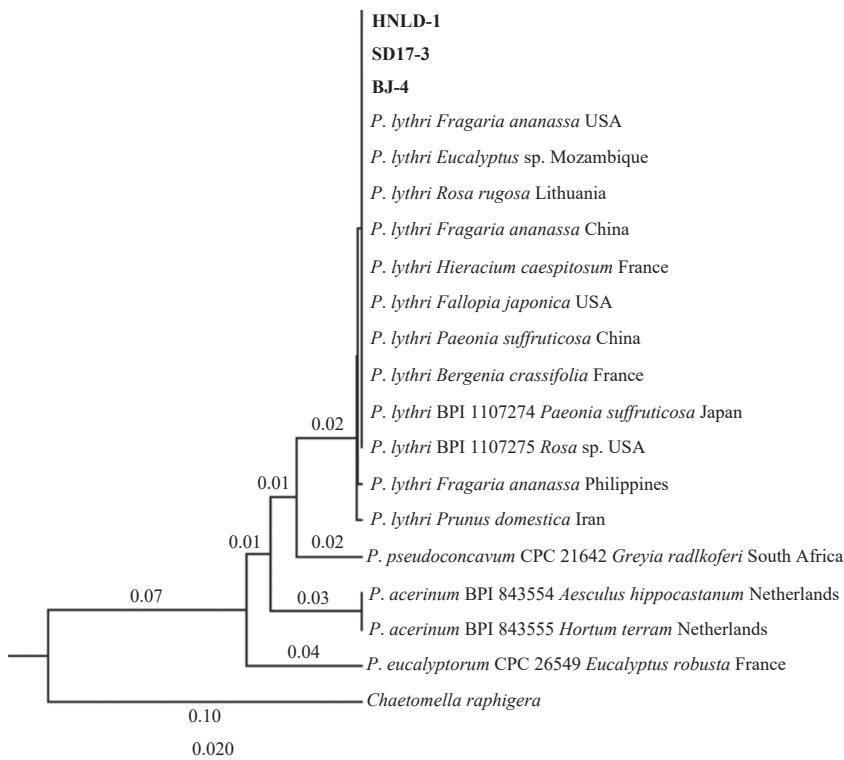 HNLD-1
SD17-3
BJ-4
P. lythri Fragaria ananassa USA
P. lythri Eucalyptus sp. Mozambique
P. lythri Rosa rugosa Lithuania
P. lythri Fragaria ananassa China
P. lythri Hieracium caespitosum France
P. lythri Fallopia japonica USA
P. lythri Paeonia suffruticosa China
P. lythri Bergenia crassifolia France
P. lythri BPI 1107274 Paeonia suffruticosa Japan
0.02
P. lythri BPI 1107275 Rosa sp. USA
0.01
P. lythri Fragaria ananassa Philippines
P. lythri Prunus domestica Iran
0.01
0.02
P. pseudoconcavum CPC 21642 Greyia radlkoferi South Africa
0.07
0.03
P. acerinum BPI 843554 Aesculus hippocastanum Netherlands
P. acerinum BPI 843555 Hortum terram Netherlands
0.04
P. eucalyptorum CPC 26549 Eucalyptus robusta France
Chaetomella raphigera
0.10
0.020